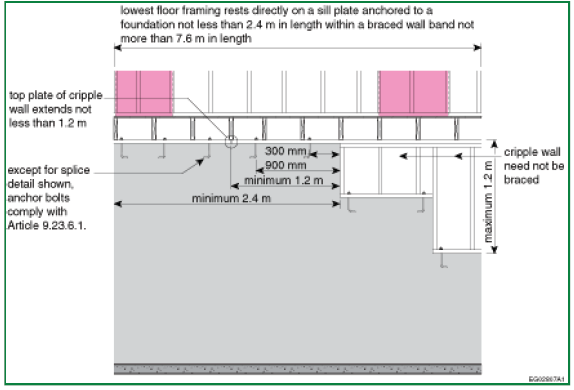 lowest floor framing rests directly on a sill plate anchored to a
foundation not less than 2.4 m in length within a braced wall band not
more than 7.6 m in length
top plate of cripple
wall extends not
less than 1.2 m
except for splice
detail shown,
anchor bolts
comply with
Article 9.23.6.1.
300 mm
900 mm
minimum 1.2 m
minimum 2.4 m
cripple wall
need not be
braced
maximum 1.2 m
EG02867A1